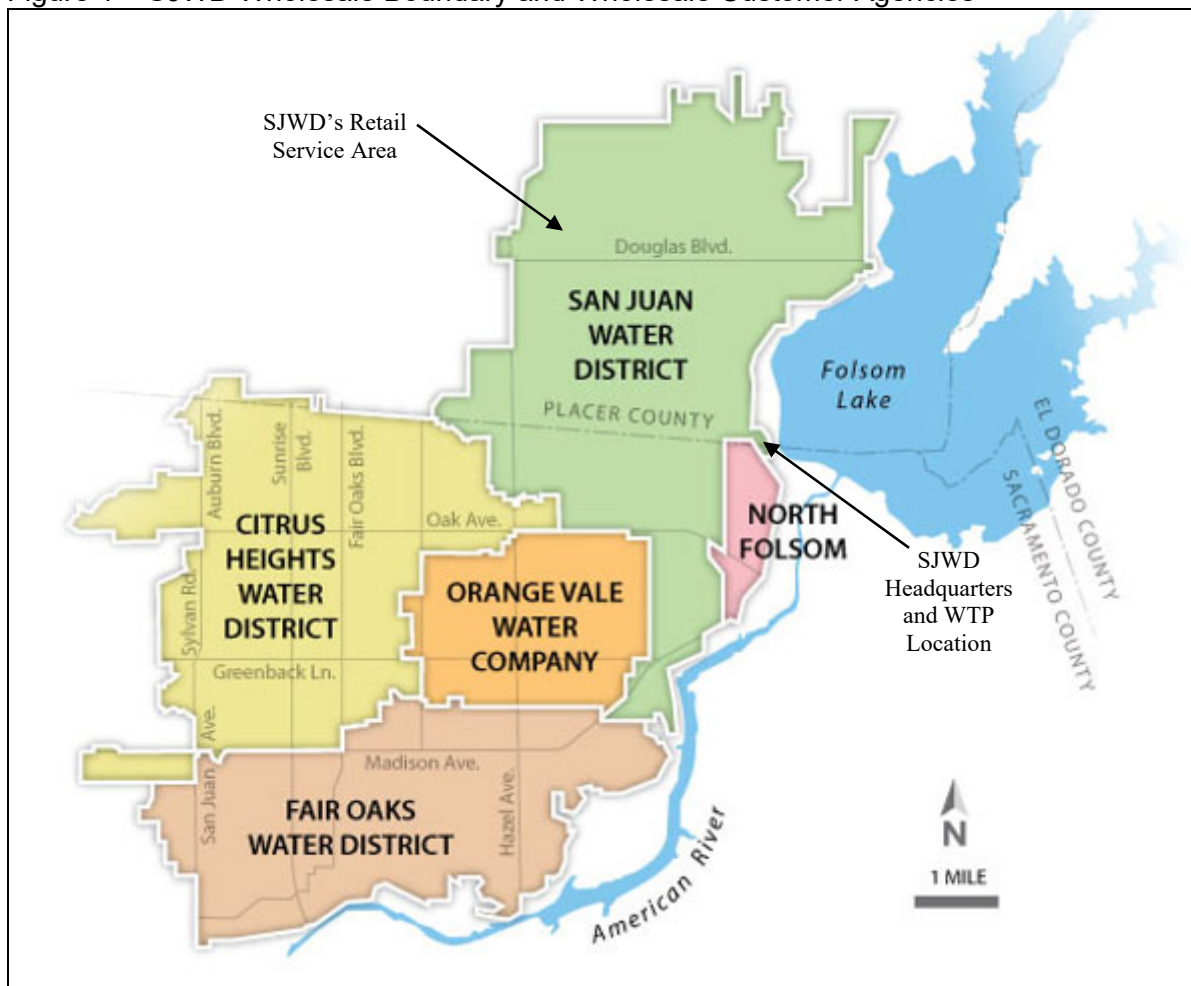 SJWD's Retail
Service Area
Douglas Blvd.
SAN JUAN
WATER
DISTRICT
Folsom
Lake
PLACER COUNTY
EL DORADO COUNTY
SACRAMENTO COUNTY
Auburn Blvd.
Sunrise
Blvd.
Fair Oaks Blvd.
Oak Ave.
CITRUS
HEIGHTS
WATER
DISTRICT
NORTH
FOLSOM
SJWD
Headquarters
and WTP
Location
ORANGE VALE
WATER
COMPANY
Sylvan Rd.
Greenback Ln.
San Juan Ave.
Madison Ave.
Hazel Ave.
FAIR OAKS
WATER DISTRICT
American River
N
1 MILE